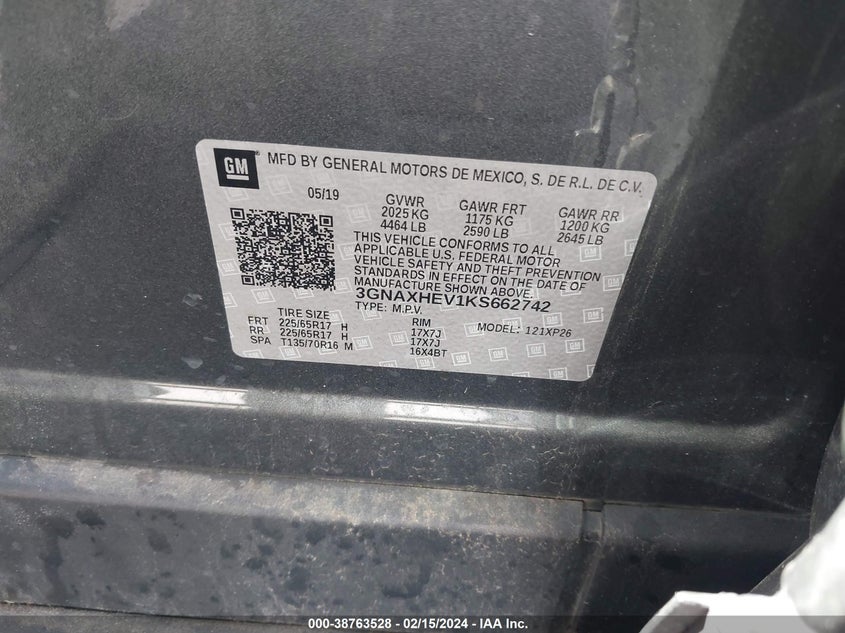 GM MFD BY GENERAL MOTORS DE MEXICO, S. DE R.L. DE C.V.
05/19 GVWR GAWR FRT GAWR RR
2025 KG 1175 KG 1200 KG
4464 LB 2590 LB 2645 LB
THIS VEHICLE CONFORMS TO ALL
APPLICABLE U.S. FEDERAL MOTOR
VEHICLE SAFETY AND THEFT PREVENTION
STANDARDS IN EFFECT ON THE DATE OF
MANUFACTURE SHOWN ABOVE.
3GNAXHEV1KS662742
TYPE: M.P.V. MODEL: 121XP26
TIRE SIZE RIM
FRT 225/65R17 H 17X7J
RR 225/65R17 H 17X7J
SPA T135/70R16 M 16X4BT
000-38763528 - 02/15/2024 - IAA Inc.